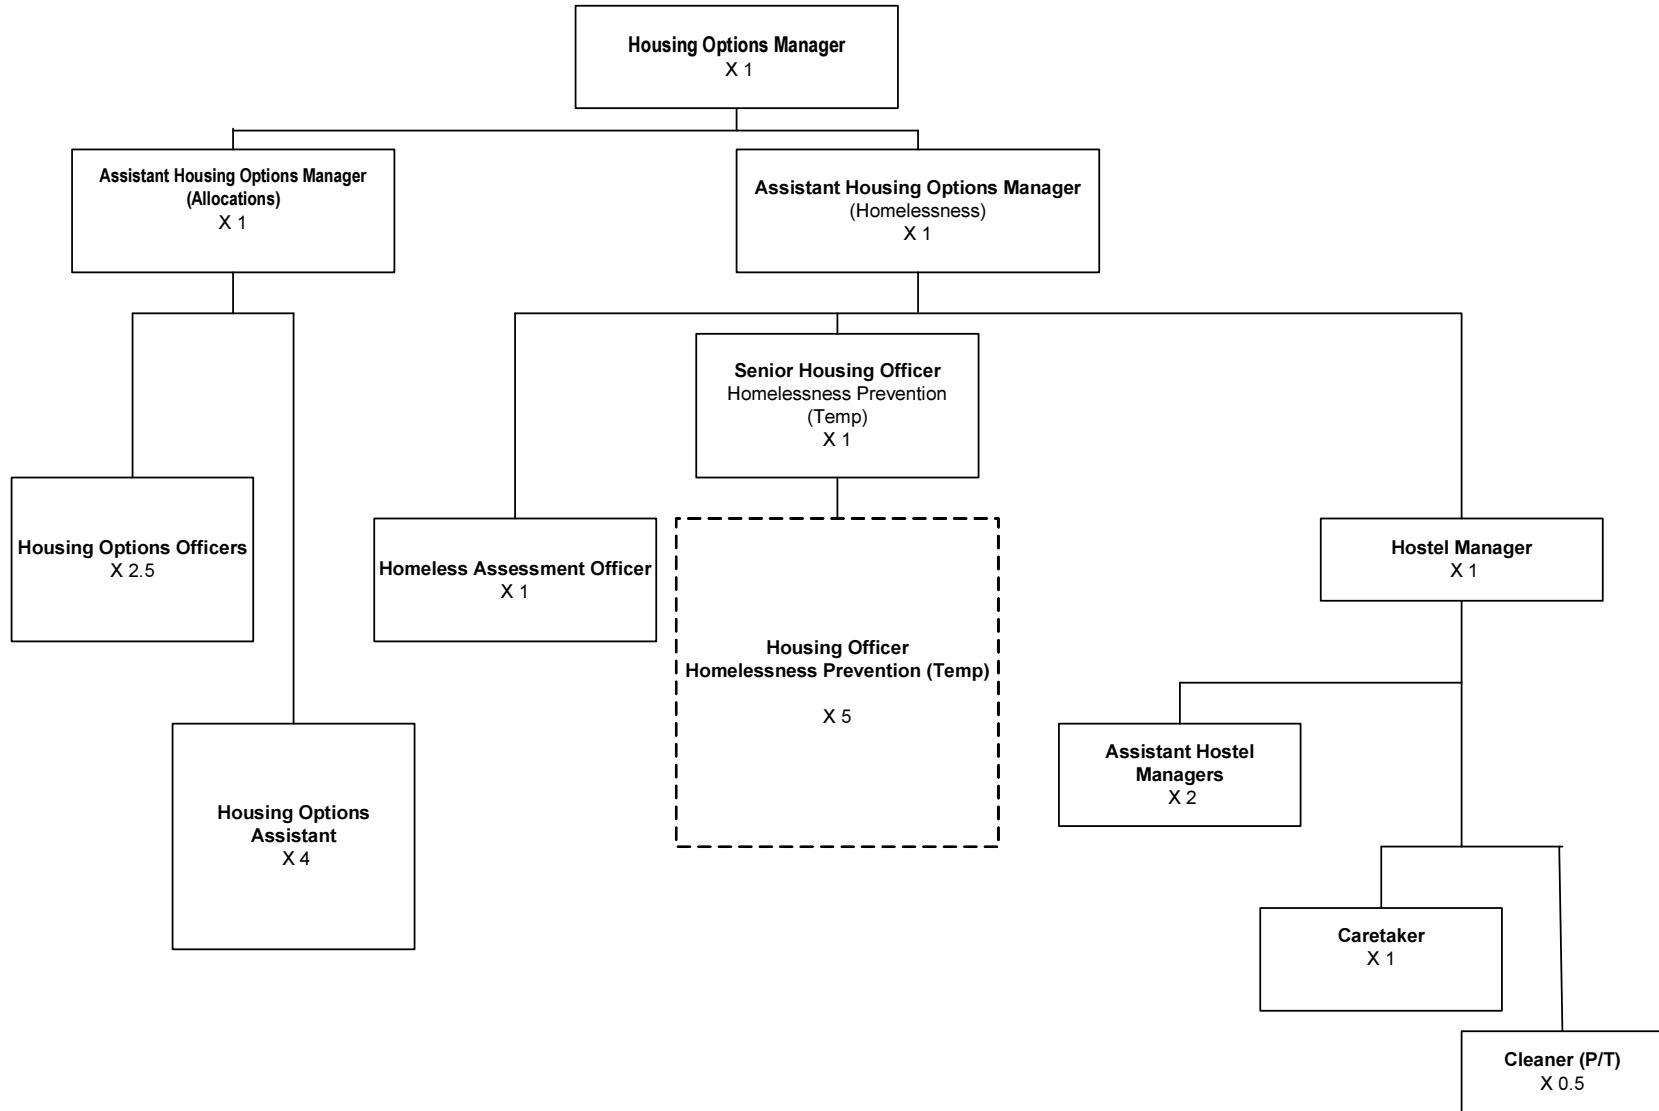 Housing Options Manager
X 1
Assistant Housing Options Manager
(Allocations)
X 1
Assistant Housing Options Manager
(Homelessness)
X 1
Senior Housing Officer
Homelessness Prevention
(Temp)
X 1
Housing Options Officers
X 2.5
Homeless Assessment Officer
X 1
Hostel Manager
X 1
Housing Officer
Homelessness Prevention (Temp)
X 5
Assistant Hostel
Managers
X 2
Housing Options
Assistant
X 4
Caretaker
X 1
Cleaner (P/T)
X 0.5